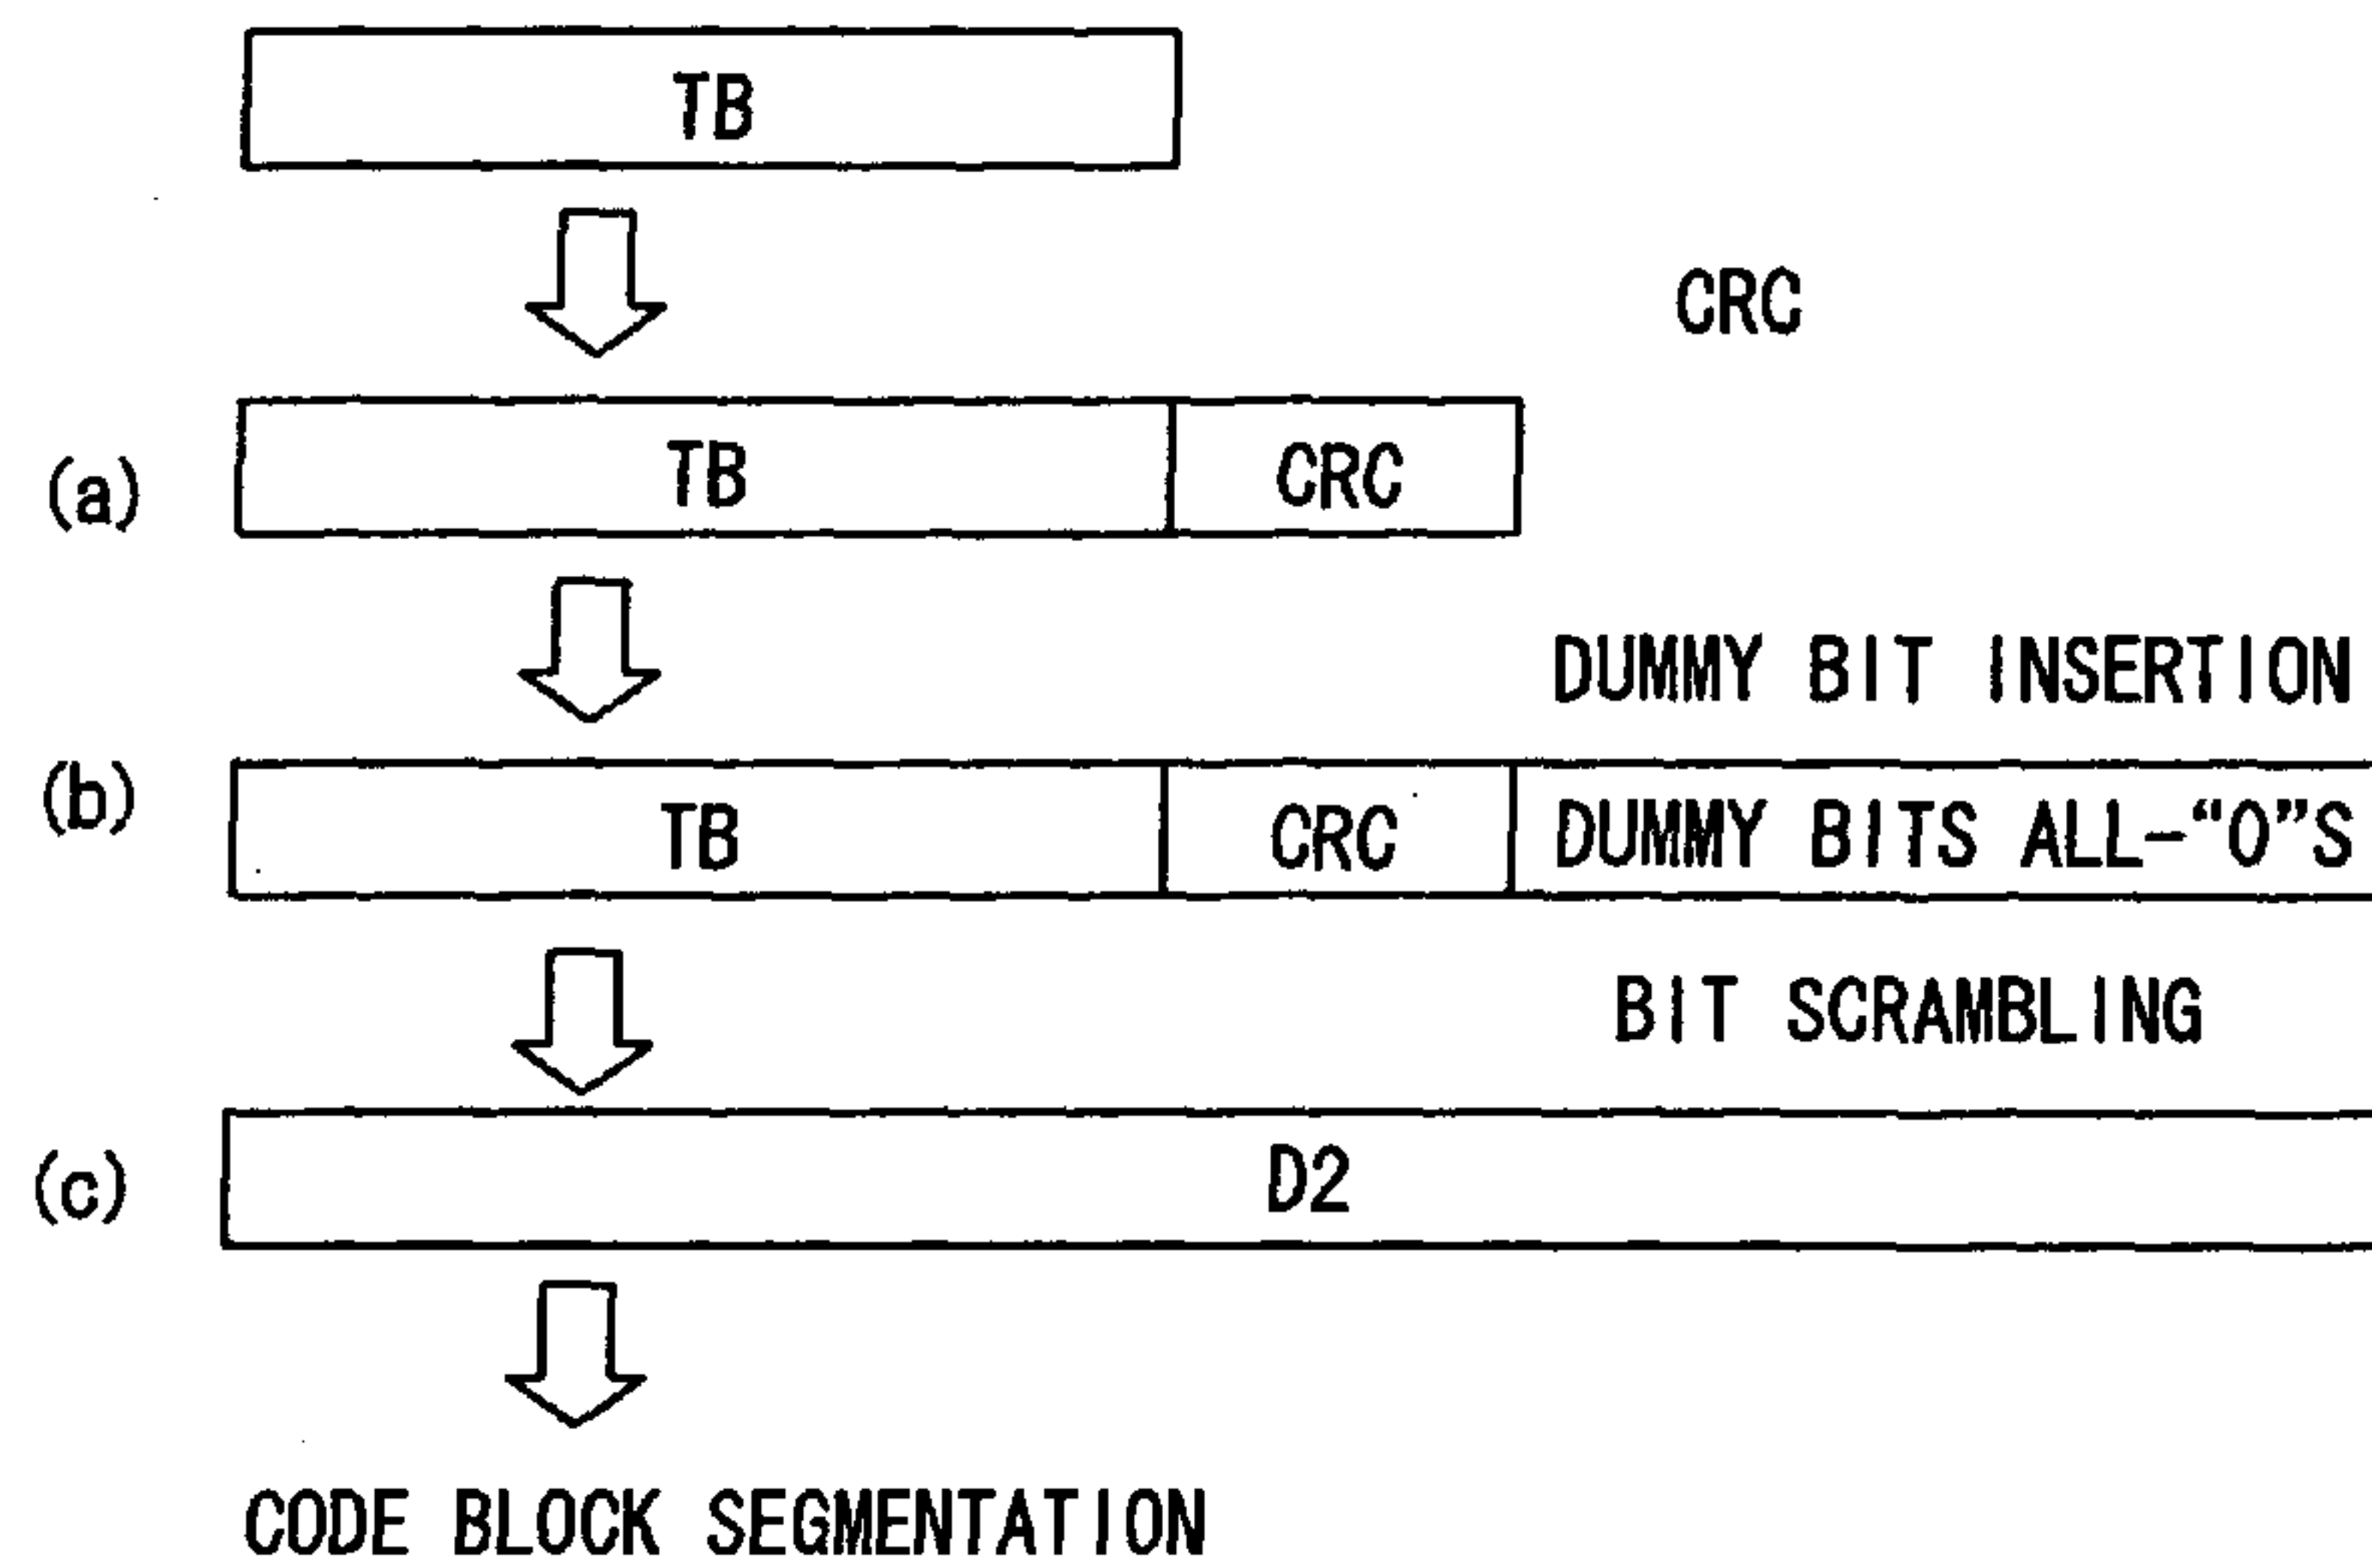 TB
CRC
(a) TB CRC
DUMMY BIT INSERTION
(b) TB CRC DUMMY BITS ALL-“0”S
BIT SCRAMBLING
(c) D2
CODE BLOCK SEGMENTATION